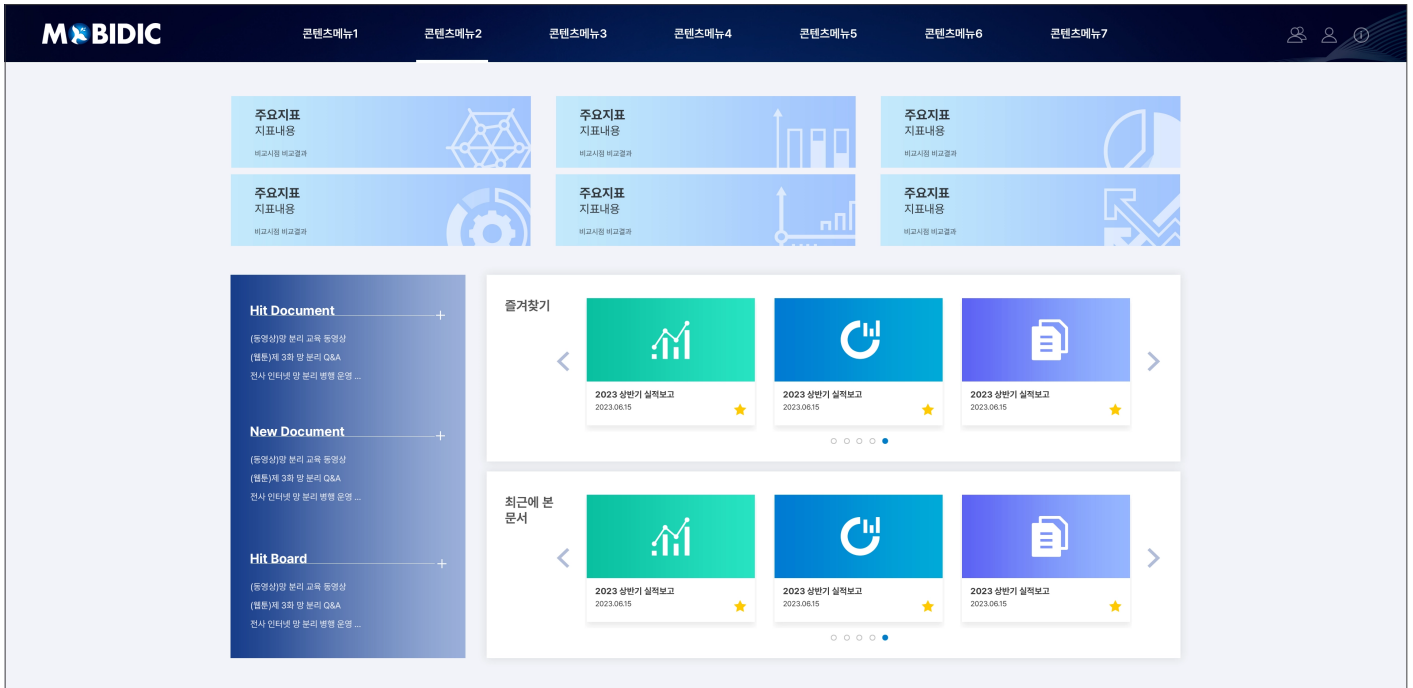 MOBIDIC
콘텐츠메뉴1 콘텐츠메뉴2 콘텐츠메뉴3 콘텐츠메뉴4 콘텐츠메뉴5 콘텐츠메뉴6 콘텐츠메뉴7
주요지표
지표내용
비교시점 비교결과
주요지표
지표내용
비교시점 비교결과
주요지표
지표내용
비교시점 비교결과
주요지표
지표내용
비교시점 비교결과
주요지표
지표내용
비교시점 비교결과
주요지표
지표내용
비교시점 비교결과
Hit Document
(동영상)망 분리 교육 동영상
(웹툰)제 3화 망 분리 Q&A
전사 인터넷 망 분리 병행 운영 ...
New Document
(동영상)망 분리 교육 동영상
(웹툰)제 3화 망 분리 Q&A
전사 인터넷 망 분리 병행 운영 ...
Hit Board
(동영상)망 분리 교육 동영상
(웹툰)제 3화 망 분리 Q&A
전사 인터넷 망 분리 병행 운영 ...
즐겨찾기
2023 상반기 실적보고
2023.06.15
2023 상반기 실적보고
2023.06.15
2023 상반기 실적보고
2023.06.15
최근에 본
문서
2023 상반기 실적보고
2023.06.15
2023 상반기 실적보고
2023.06.15
2023 상반기 실적보고
2023.06.15